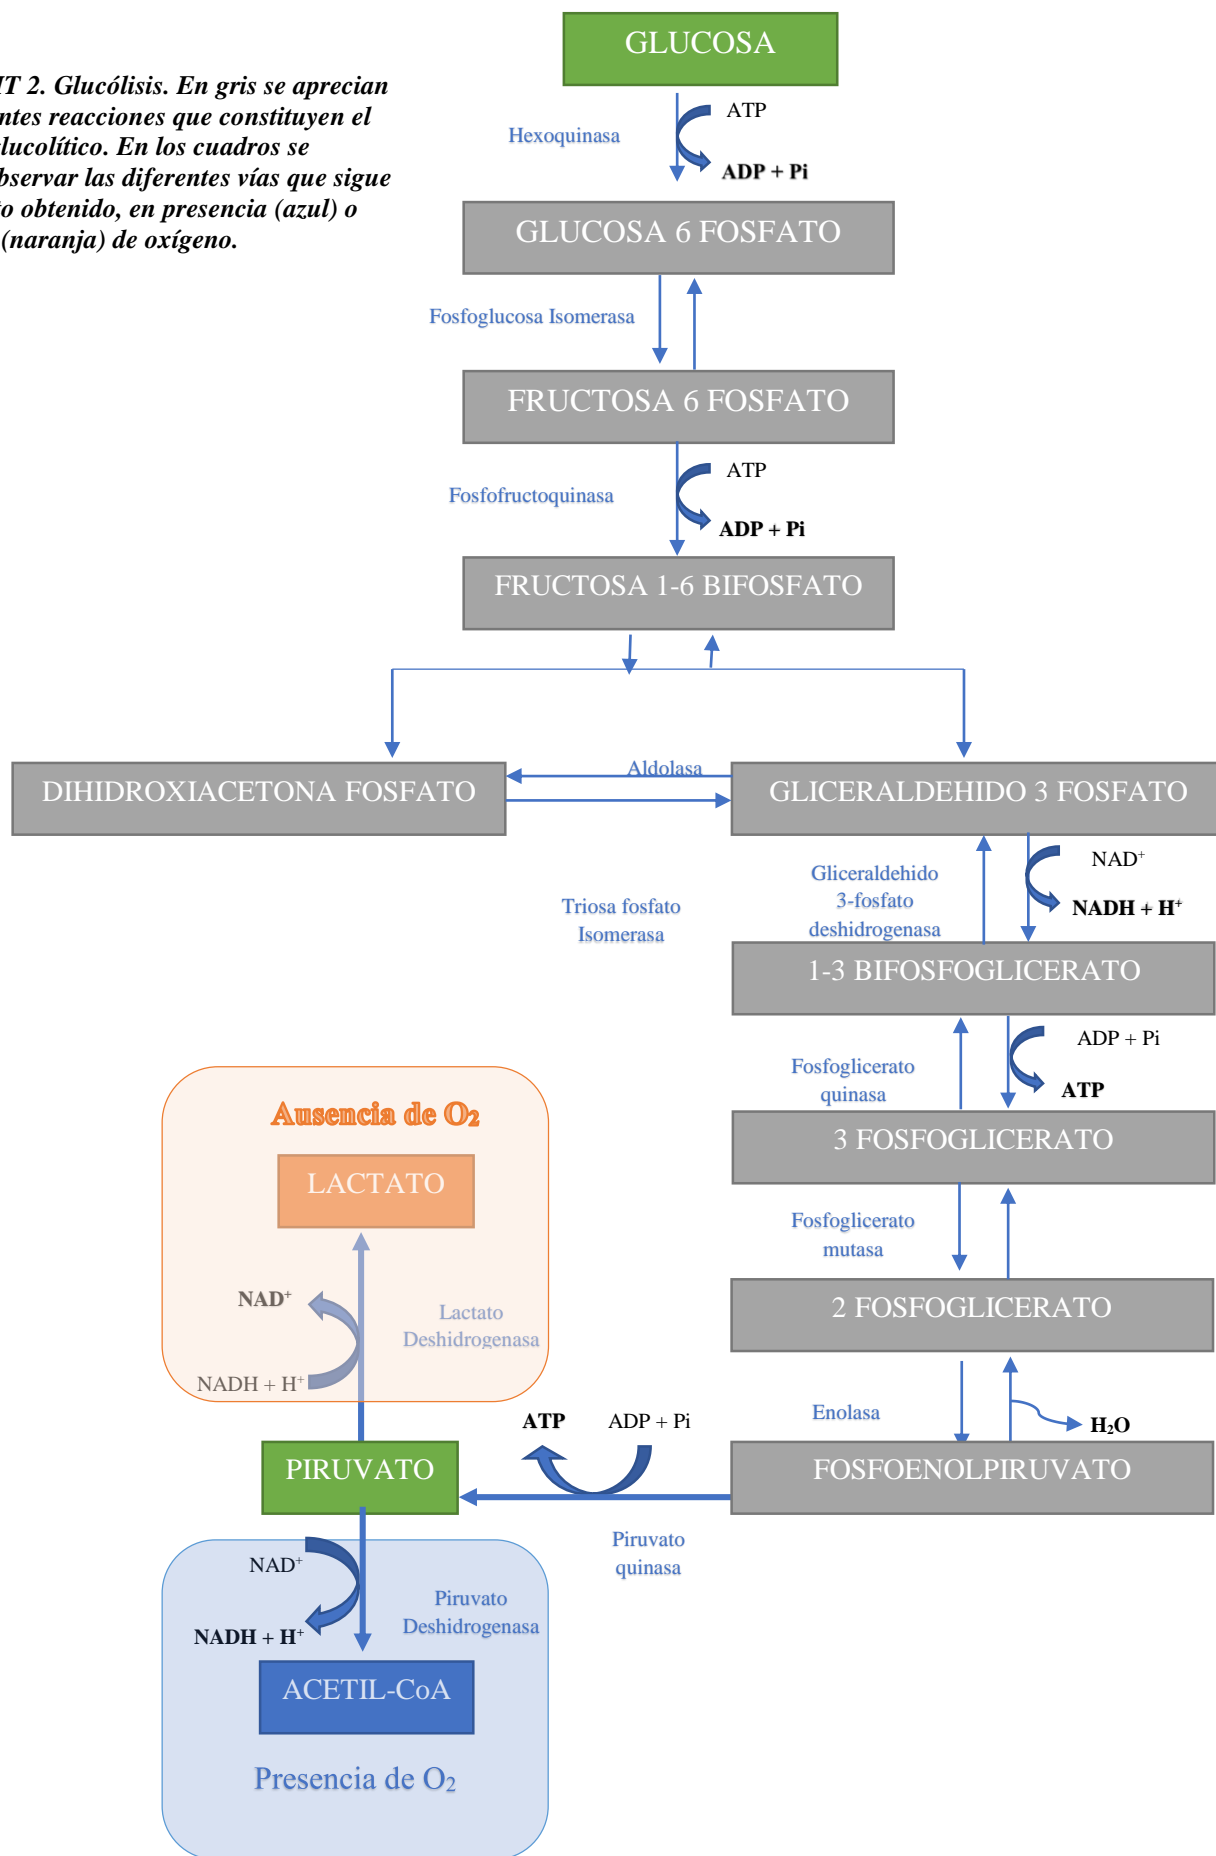 GLUCOSA
IT 2. Glucólisis. En gris se aprecian
ntes reacciones que constituyen el
lucolítico. En los cuadros se
bservar las diferentes vías que sigue
to obtenido, en presencia (azul) o
(naranja) de oxígeno.
ATP
Hexoquinasa
ADP + Pi
GLUCOSA 6 FOSFATO
Fosfoglucosa Isomerasa
FRUCTOSA 6 FOSFATO
ATP
Fosfofructoquinasa
ADP + Pi
FRUCTOSA 1-6 BIFOSFATO
Aldolasa
DIHIDROXIACETONA FOSFATO
GLICERALDEHIDO 3 FOSFATO
Triosa fosfato
Isomerasa
Gliceraldehido
3-fosfato
deshidrogenasa
NAD⁺
NADH + H⁺
1-3 BIFOSFOGLICERATO
ADP + Pi
Fosfoglicerato
quinasa
ATP
3 FOSFOGLICERATO
Fosfoglicerato
mutasa
2 FOSFOGLICERATO
Enolasa
H₂O
FOSFOENOLPIRUVATO
ATP
ADP + Pi
Piruvato
quinasa
PIRUVATO
Ausencia de O₂
LACTATO
NAD⁺
Lactato
Deshidrogenasa
NADH + H⁺
NAD⁺
Piruvato
Deshidrogenasa
NADH + H⁺
ACETIL-CoA
Presencia de O₂